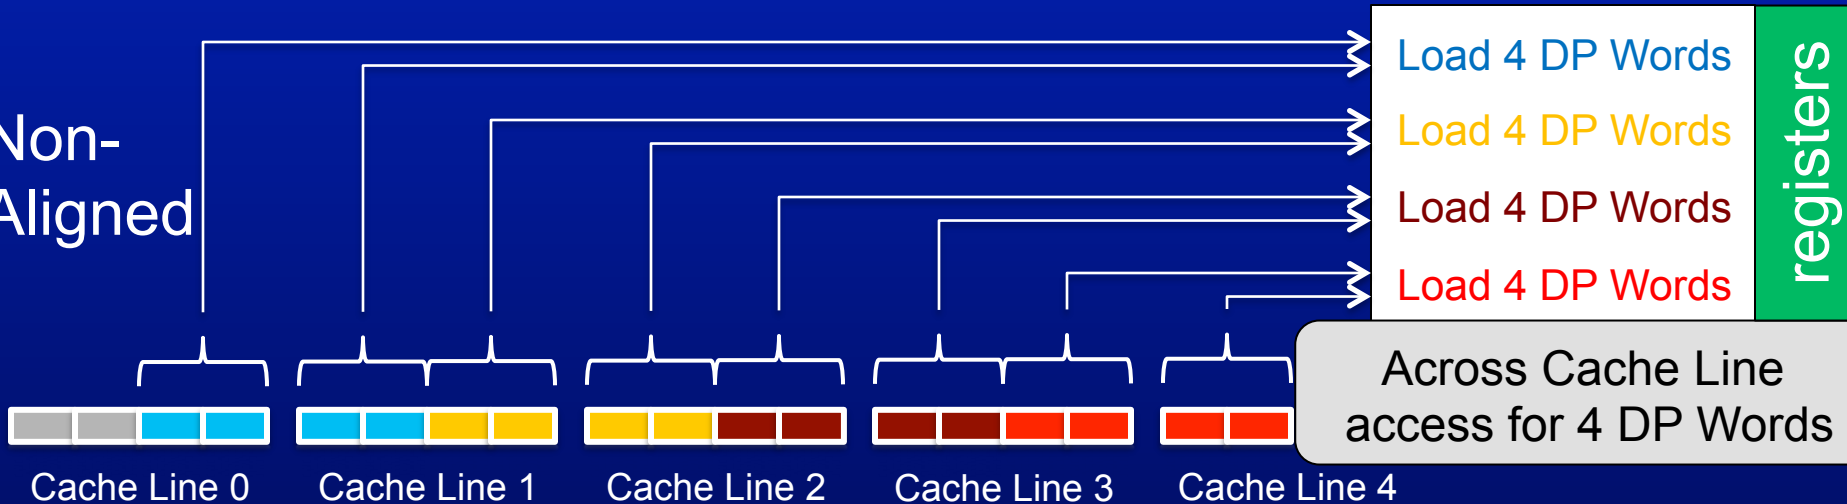 Non-
Aligned
Load 4 DP Words
Load 4 DP Words
Load 4 DP Words
Load 4 DP Words
registers
Across Cache Line
access for 4 DP Words
Cache Line 0
Cache Line 1
Cache Line 2
Cache Line 3
Cache Line 4